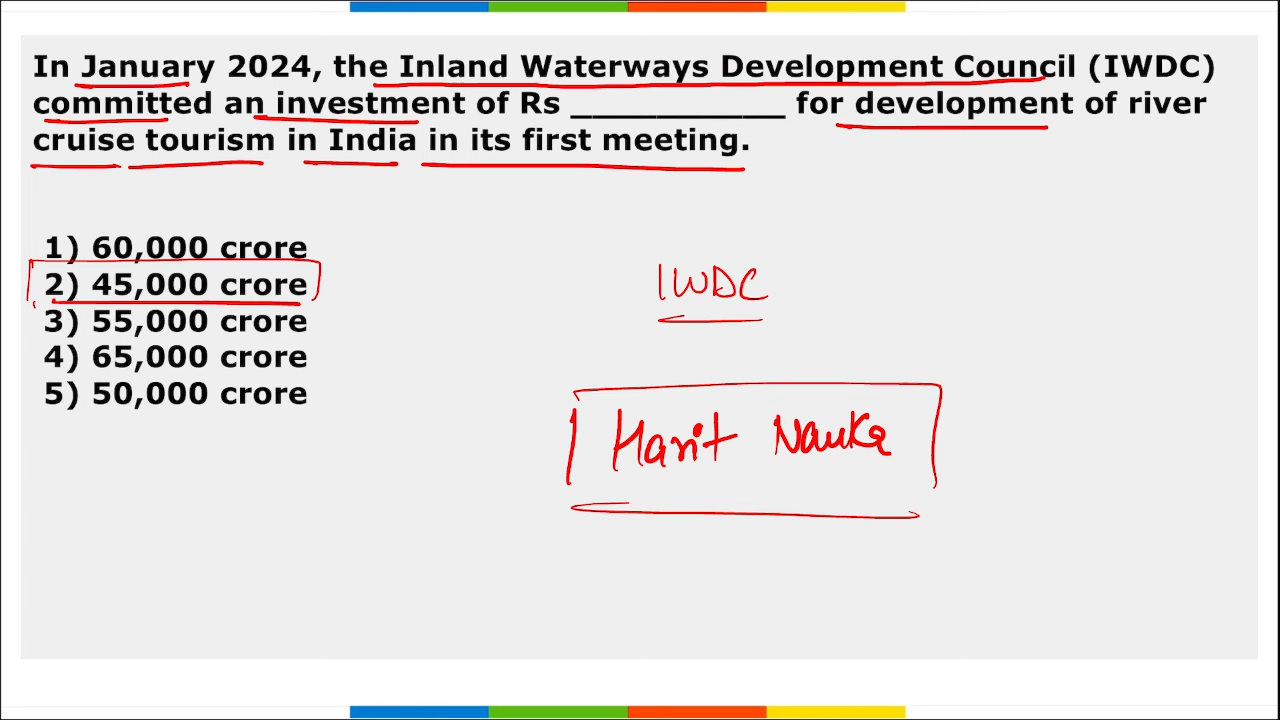 In January 2024, the Inland Waterways Development Council (IWDC)
committed an investment of Rs ____________ for development of river
cruise tourism in India in its first meeting.
1) 60,000 crore
2) 45,000 crore
3) 55,000 crore
4) 65,000 crore
5) 50,000 crore
IWDC
Harit Nauka